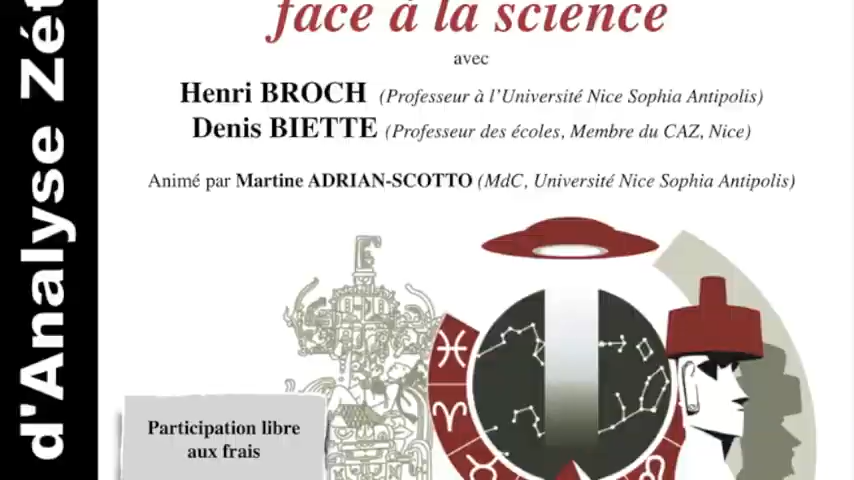 d'Analyse Zét
face à la science
avec
Henri BROCH (Professeur à l'Université Nice Sophia Antipolis)
Denis BIETTE (Professeur des écoles, Membre du CAZ, Nice)
Animé par Martine ADRIAN-SCOTTO (MdC, Université Nice Sophia Antipolis)
Participation libre
aux frais